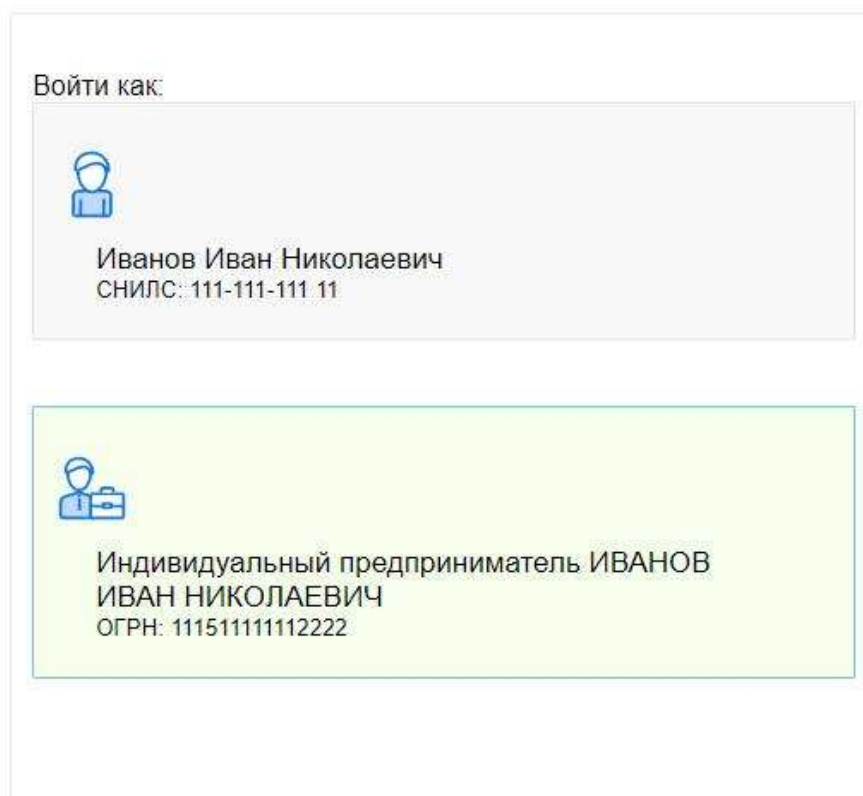 Войти как:
Иванов Иван Николаевич
СНИЛС: 111-111-111 11
Индивидуальный предприниматель ИВАНОВ
ИВАН НИКОЛАЕВИЧ
ОГРН: 111511111112222